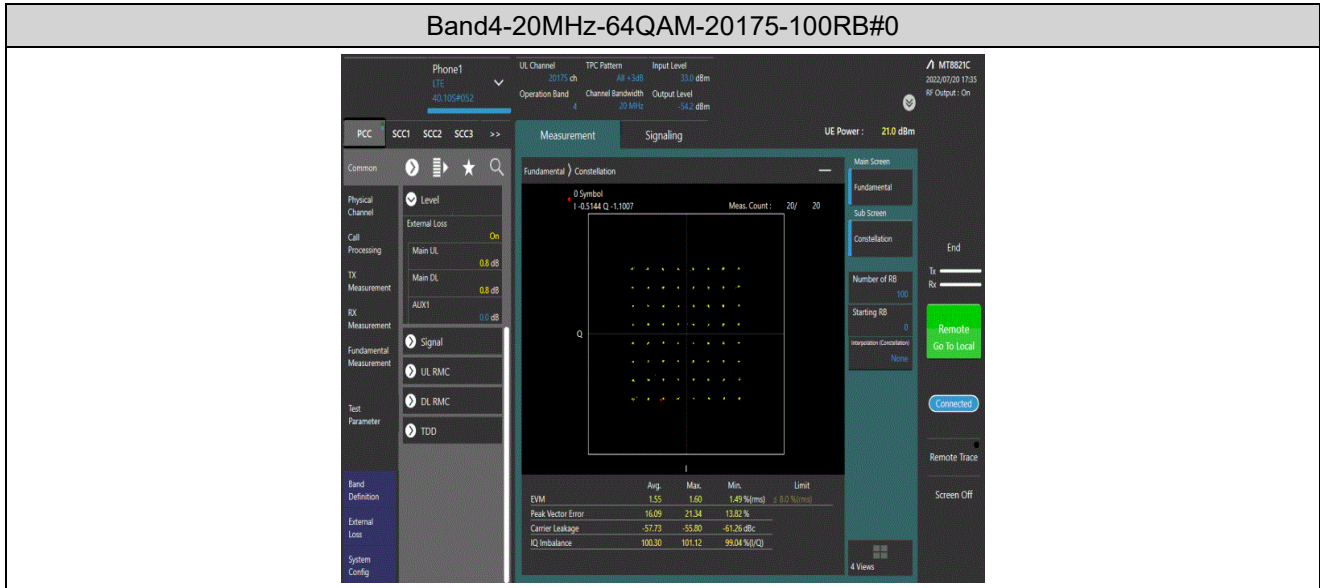 Band4-20MHz-64QAM-20175-100RB#0
Phone1
LTE
40.10S#052
UL Channel TPC Pattern Input Level
20175 ch All +3dB 33.0 dBm
Operation Band Channel Bandwidth Output Level
4 20 MHz -54.2 dBm
MT8821C
2022/07/20 17:35
RF Output : On
PCC SCC1 SCC2 SCC3 >>
Measurement Signaling
UE Power : 21.0 dBm
Common
Physical Channel
Call Processing
TX Measurement
RX Measurement
Fundamental Measurement
Test Parameter
Band Definition
External Loss
System Config
Level
External Loss
On
Main UL
0.8 dB
Main DL
0.8 dB
AUX1
0.0 dB
Signal
UL RMC
DL RMC
TDD
Fundamental 〉 Constellation
0 Symbol
I -0.5144 Q -1.1007 Meas. Count : 20/ 20
Q
I
Avg. Max. Min. Limit
EVM 1.55 1.60 1.49 %(rms) ≤ 8.0 %(rms)
Peak Vector Error 16.09 21.34 13.82 %
Carrier Leakage -57.73 -55.80 -61.26 dBc
IQ Imbalance 100.30 101.12 99.04 %(I/Q)
Main Screen
Fundamental
Sub Screen
Constellation
Number of RB
100
Starting RB
0
Interpolation (Constellation)
None
4 Views
End
Tx
Rx
Remote
Go To Local
Connected
Remote Trace
Screen Off